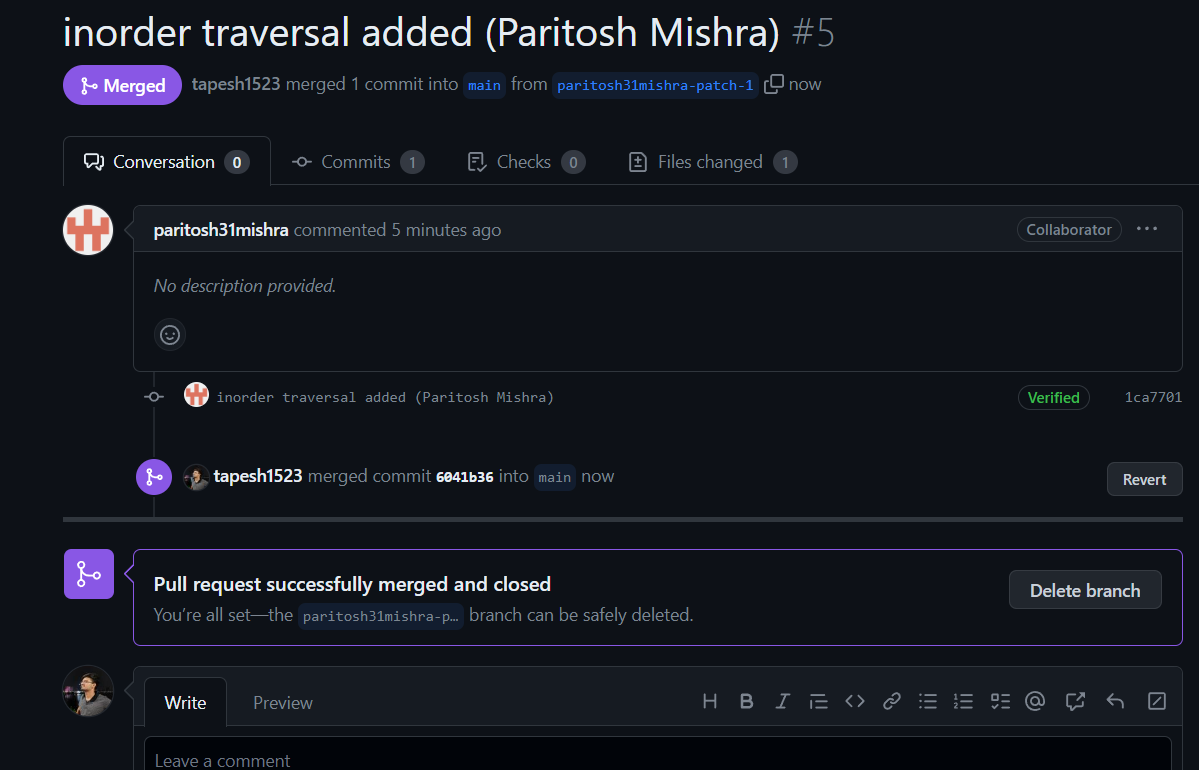 inorder traversal added (Paritosh Mishra) #5
Merged tapesh1523 merged 1 commit into main from paritosh31mishra-patch-1 now
Conversation 0 Commits 1 Checks 0 Files changed 1
paritosh31mishra commented 5 minutes ago Collaborator ...
No description provided.
inorder traversal added (Paritosh Mishra) Verified 1ca7701
tapesh1523 merged commit 6041b36 into main now Revert
Pull request successfully merged and closed
You’re all set—the paritosh31mishra-p… branch can be safely deleted. Delete branch
Write Preview H B I @
Leave a comment